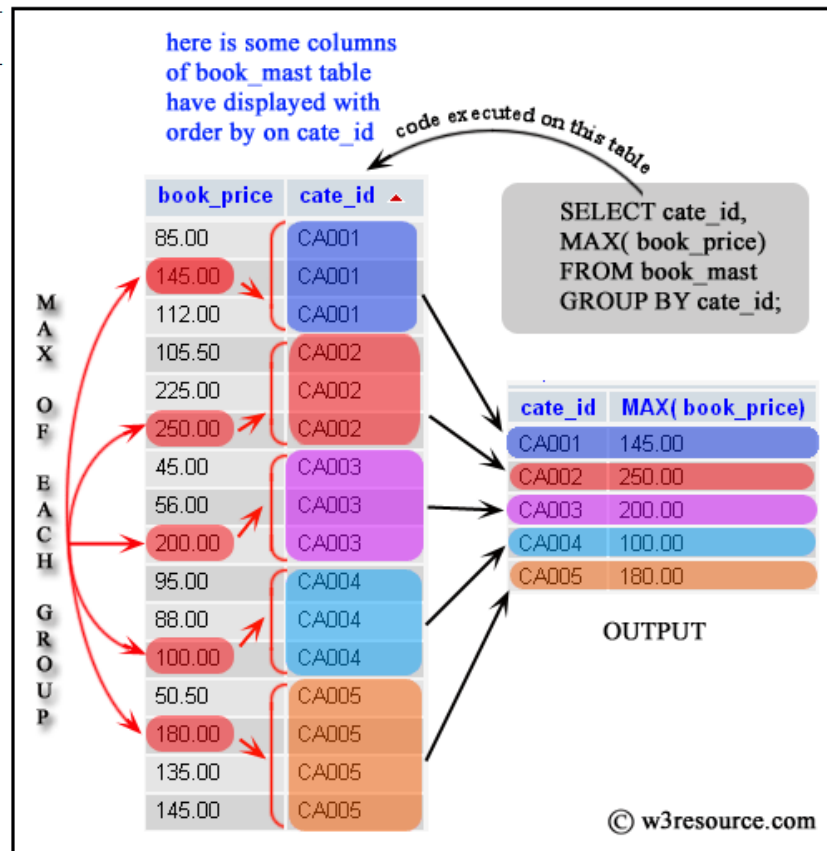 here is some columns
of book_mast table
have displayed with
order by on cate_id
code executed on this table
SELECT cate_id,
MAX( book_price)
FROM book_mast
GROUP BY cate_id;
book_price cate_id
85.00 CA001
145.00 CA001
112.00 CA001
105.50 CA002
225.00 CA002
250.00 CA002
45.00 CA003
56.00 CA003
200.00 CA003
95.00 CA004
88.00 CA004
100.00 CA004
50.50 CA005
180.00 CA005
135.00 CA005
145.00 CA005
MAX OF EACH GROUP
cate_id MAX( book_price)
CA001 145.00
CA002 250.00
CA003 200.00
CA004 100.00
CA005 180.00
OUTPUT
© w3resource.com